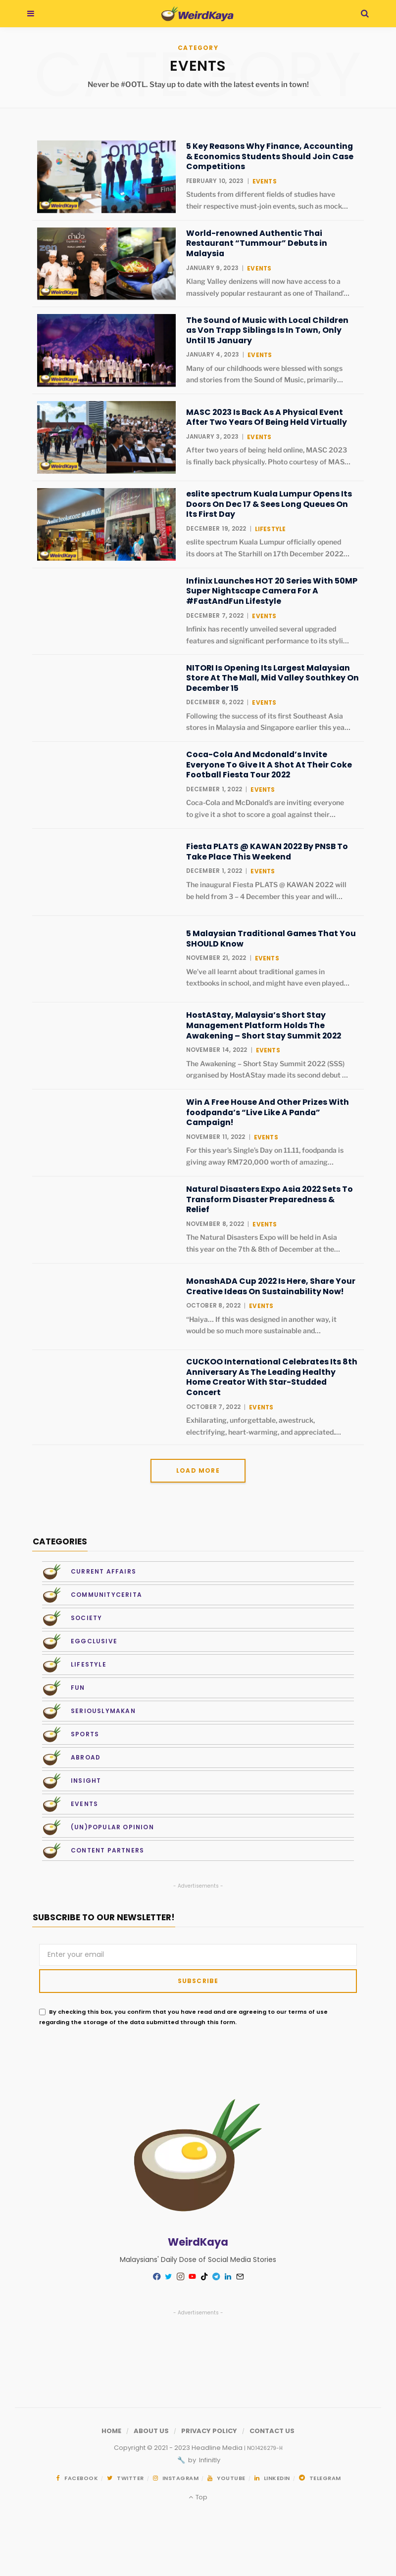 WeirdKaya
CATEGORY
EVENTS
Never be #OOTL. Stay up to date with the latest events in town!
5 Key Reasons Why Finance, Accounting
& Economics Students Should Join Case
Competitions
FEBRUARY 10, 2023 | EVENTS
Students from different fields of studies have
their respective must-join events, such as mock...
World-renowned Authentic Thai
Restaurant “Tummour” Debuts in
Malaysia
JANUARY 9, 2023 | EVENTS
Klang Valley denizens will now have access to a
massively popular restaurant as one of Thailand’...
The Sound of Music with Local Children
as Von Trapp Siblings Is In Town, Only
Until 15 January
JANUARY 4, 2023 | EVENTS
Many of our childhoods were blessed with songs
and stories from the Sound of Music, primarily...
MASC 2023 Is Back As A Physical Event
After Two Years Of Being Held Virtually
JANUARY 3, 2023 | EVENTS
After two years of being held online, MASC 2023
is finally back physically. Photo courtesy of MAS...
eslite spectrum Kuala Lumpur Opens Its
Doors On Dec 17 & Sees Long Queues On
Its First Day
DECEMBER 19, 2022 | LIFESTYLE
eslite spectrum Kuala Lumpur officially opened
its doors at The Starhill on 17th December 2022...
Infinix Launches HOT 20 Series With 50MP
Super Nightscape Camera For A
#FastAndFun Lifestyle
DECEMBER 7, 2022 | EVENTS
Infinix has recently unveiled several upgraded
features and significant performance to its styli...
NITORI Is Opening Its Largest Malaysian
Store At The Mall, Mid Valley Southkey On
December 15
DECEMBER 6, 2022 | EVENTS
Following the success of its first Southeast Asia
stores in Malaysia and Singapore earlier this yea...
Coca-Cola And Mcdonald’s Invite
Everyone To Give It A Shot At Their Coke
Football Fiesta Tour 2022
DECEMBER 1, 2022 | EVENTS
Coca-Cola and McDonald’s are inviting everyone
to give it a shot to score a goal against their...
Fiesta PLATS @ KAWAN 2022 By PNSB To
Take Place This Weekend
DECEMBER 1, 2022 | EVENTS
The inaugural Fiesta PLATS @ KAWAN 2022 will
be held from 3 – 4 December this year and will...
5 Malaysian Traditional Games That You
SHOULD Know
NOVEMBER 21, 2022 | EVENTS
We’ve all learnt about traditional games in
textbooks in school, and might have even played...
HostAStay, Malaysia’s Short Stay
Management Platform Holds The
Awakening – Short Stay Summit 2022
NOVEMBER 14, 2022 | EVENTS
The Awakening – Short Stay Summit 2022 (SSS)
organised by HostAStay made its second debut ...
Win A Free House And Other Prizes With
foodpanda’s “Live Like A Panda”
Campaign!
NOVEMBER 11, 2022 | EVENTS
For this year’s Single’s Day on 11.11, foodpanda is
giving away RM720,000 worth of amazing...
Natural Disasters Expo Asia 2022 Sets To
Transform Disaster Preparedness &
Relief
NOVEMBER 8, 2022 | EVENTS
The Natural Disasters Expo will be held in Asia
this year on the 7th & 8th of December at the...
MonashADA Cup 2022 Is Here, Share Your
Creative Ideas On Sustainability Now!
OCTOBER 8, 2022 | EVENTS
“Haiya... If this was designed in another way, it
would be so much more sustainable and...
CUCKOO International Celebrates Its 8th
Anniversary As The Leading Healthy
Home Creator With Star-Studded
Concert
OCTOBER 7, 2022 | EVENTS
Exhilarating, unforgettable, awestruck,
electrifying, heart-warming, and appreciated,...
LOAD MORE
CATEGORIES
CURRENT AFFAIRS
COMMUNITYCERITA
SOCIETY
EGGCLUSIVE
LIFESTYLE
FUN
SERIOUSLYMAKAN
SPORTS
ABROAD
INSIGHT
EVENTS
(UN)POPULAR OPINION
CONTENT PARTNERS
- Advertisements -
SUBSCRIBE TO OUR NEWSLETTER!
Enter your email
SUBSCRIBE
By checking this box, you confirm that you have read and are agreeing to our terms of use
regarding the storage of the data submitted through this form.
WeirdKaya
Malaysians' Daily Dose of Social Media Stories
- Advertisements -
HOME / ABOUT US / PRIVACY POLICY / CONTACT US
Copyright © 2021 - 2023 Headline Media
by Infinitly
FACEBOOK / TWITTER / INSTAGRAM / YOUTUBE / LINKEDIN / TELEGRAM
Top